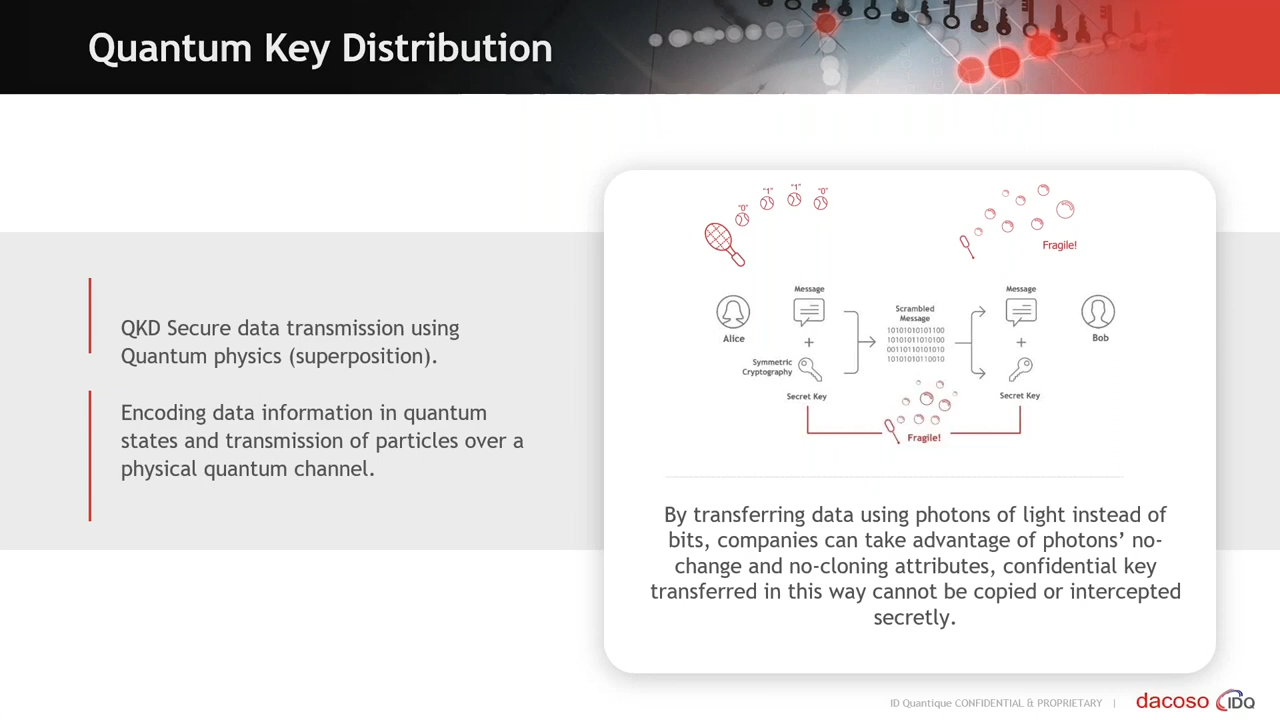 Quantum Key Distribution
QKD Secure data transmission using
Quantum physics (superposition).
Encoding data information in quantum
states and transmission of particles over a
physical quantum channel.
"0"
"1"
"1"
"0"
Fragile!
Message
Message
Scrambled
Message
10101010101100
10101011010100
00110110101010
10101010110010
Alice
Bob
+
+
Symmetric
Cryptography
Secret Key
Secret Key
Fragile!
By transferring data using photons of light instead of
bits, companies can take advantage of photons’ no-
change and no-cloning attributes, confidential key
transferred in this way cannot be copied or intercepted
secretly.
ID Quantique CONFIDENTIAL & PROPRIETARY |
dacoso IDQ